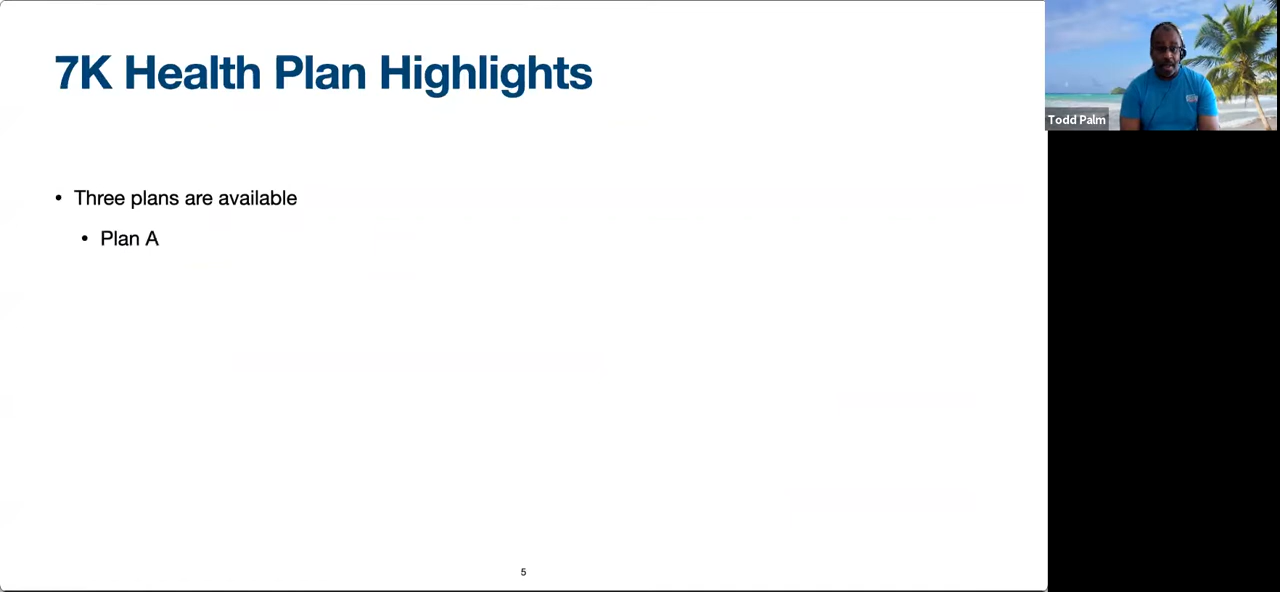 7K Health Plan Highlights
Todd Palm
• Three plans are available
• Plan A
5